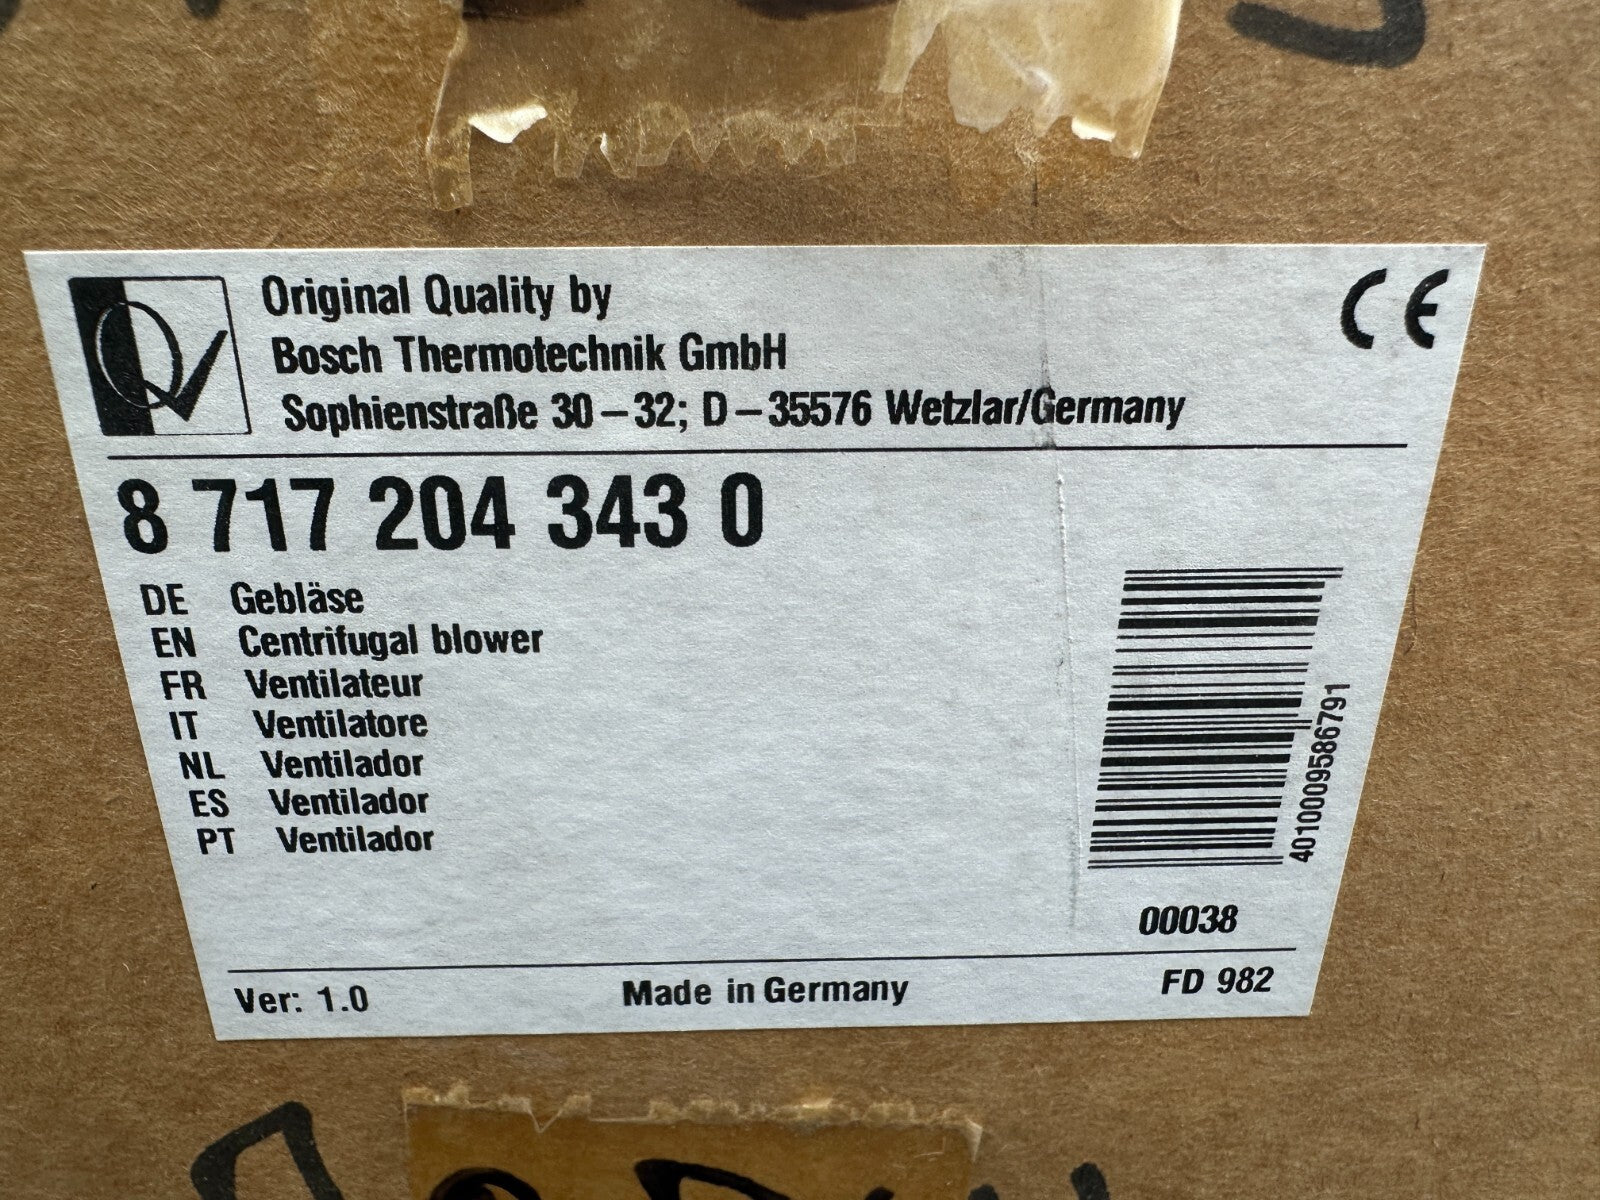 Original Quality by
Bosch Thermotechnik GmbH
Sophienstraße 30 – 32; D – 35576 Wetzlar/Germany
CE
8 717 204 343 0
DE Gebläse
EN Centrifugal blower
FR Ventilateur
IT Ventilatore
NL Ventilador
ES Ventilador
PT Ventilador
4010009586791
00038
Ver: 1.0
Made in Germany
FD 982